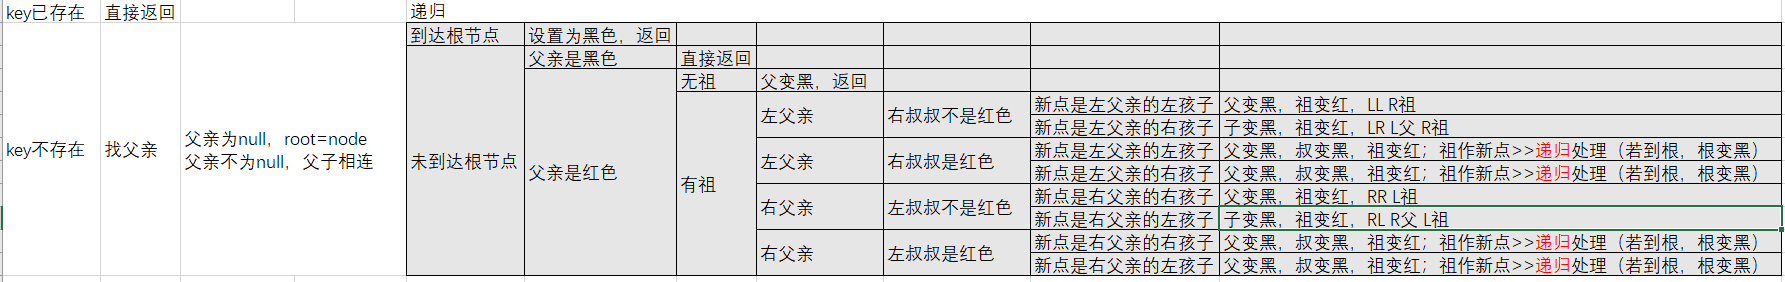 key已存在 直接返回 递归
到达根节点 设置为黑色，返回
父亲是黑色 直接返回
无祖 父变黑，返回
key不存在 找父亲
父亲为null，root=node
父亲不为null，父子相连
未到达根节点
父亲是红色
有祖
左父亲 右叔叔不是红色
新点是左父亲的左孩子 父变黑，祖变红，LL R祖
新点是左父亲的右孩子 子变黑，祖变红，LR L父 R祖
左父亲 右叔叔是红色
新点是左父亲的左孩子 父变黑，叔变黑，祖变红；祖作新点>>递归处理（若到根，根变黑）
新点是左父亲的右孩子 父变黑，叔变黑，祖变红；祖作新点>>递归处理（若到根，根变黑）
右父亲 左叔叔不是红色
新点是右父亲的右孩子 父变黑，祖变红，RR L祖
新点是右父亲的左孩子 子变黑，祖变红，RL R父 L祖
右父亲 左叔叔是红色
新点是右父亲的右孩子 父变黑，叔变黑，祖变红；祖作新点>>递归处理（若到根，根变黑）
新点是右父亲的左孩子 父变黑，叔变黑，祖变红；祖作新点>>递归处理（若到根，根变黑）